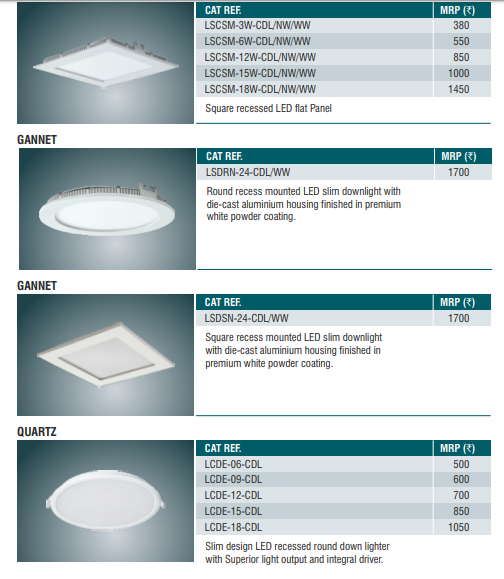 CAT REF. MRP (₹)
LSCSM-3W-CDL/NW/WW 380
LSCSM-6W-CDL/NW/WW 550
LSCSM-12W-CDL/NW/WW 850
LSCSM-15W-CDL/NW/WW 1000
LSCSM-18W-CDL/NW/WW 1450
Square recessed LED flat Panel
GANNET
CAT REF. MRP (₹)
LSDRN-24-CDL/WW 1700
Round recess mounted LED slim downlight with
die-cast aluminium housing finished in premium
white powder coating.
GANNET
CAT REF. MRP (₹)
LSDSN-24-CDL/WW 1700
Square recess mounted LED slim downlight
with die-cast aluminium housing finished in
premium white powder coating.
QUARTZ
CAT REF. MRP (₹)
LCDE-06-CDL 500
LCDE-09-CDL 600
LCDE-12-CDL 700
LCDE-15-CDL 850
LCDE-18-CDL 1050
Slim design LED recessed round down lighter
with Superior light output and integral driver.